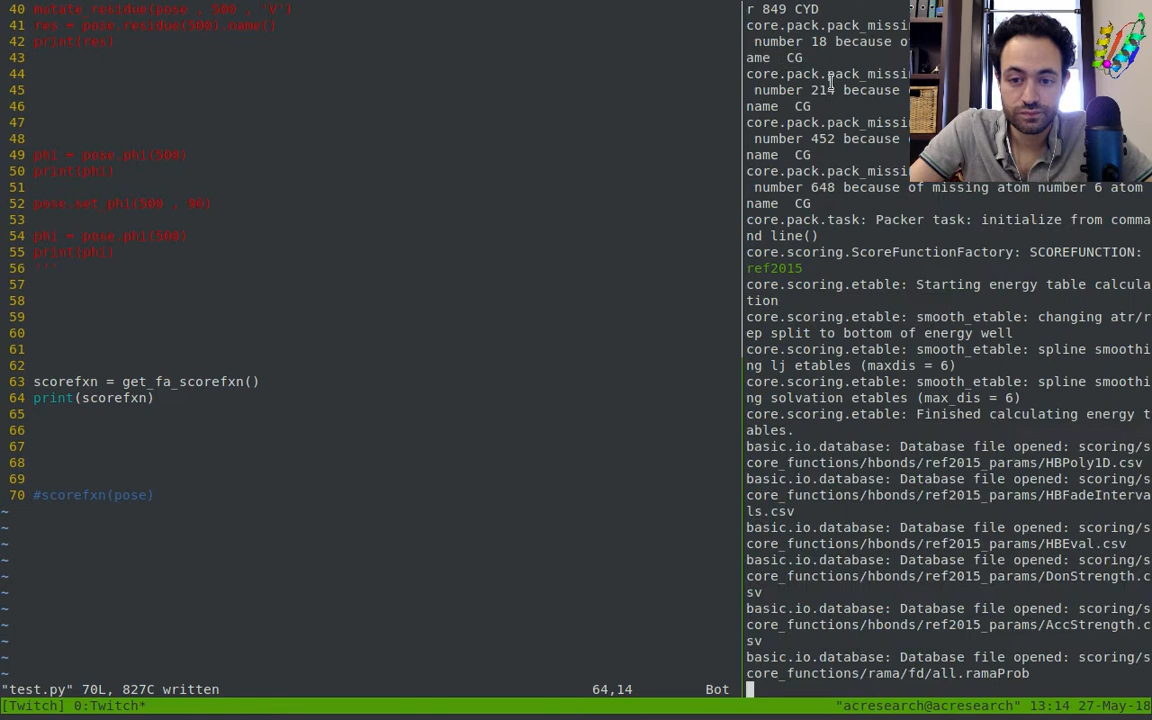 40 mutate_residue(pose , 500 , 'V')
41 res = pose.residue(500).name()
42 print(res)
43
44
45
46
47
48
49 phi = pose.phi(500)
50 print(phi)
51
52 pose.set_phi(500 , 90)
53
54 phi = pose.phi(500)
55 print(phi)
56 '''
57
58
59
60
61
62
63 scorefxn = get_fa_scorefxn()
64 print(scorefxn)
65
66
67
68
69
70 #scorefxn(pose)
~
~
~
~
~
~
~
~
~
~
~
"test.py" 70L, 827C written 64,14 Bot
r 849 CYD
core.pack.pack_missin
number 18 because o
ame CG
core.pack.pack_missin
number 214 because
name CG
core.pack.pack_missin
number 452 because
name CG
core.pack.pack_missin
number 648 because of missing atom number 6 atom
name CG
core.pack.task: Packer task: initialize from comma
nd line()
core.scoring.ScoreFunctionFactory: SCOREFUNCTION:
ref2015
core.scoring.etable: Starting energy table calcula
tion
core.scoring.etable: smooth_etable: changing atr/r
ep split to bottom of energy well
core.scoring.etable: smooth_etable: spline smoothi
ng lj etables (maxdis = 6)
core.scoring.etable: smooth_etable: spline smoothi
ng solvation etables (max_dis = 6)
core.scoring.etable: Finished calculating energy t
ables.
basic.io.database: Database file opened: scoring/s
core_functions/hbonds/ref2015_params/HBPoly1D.csv
basic.io.database: Database file opened: scoring/s
core_functions/hbonds/ref2015_params/HBFadeInterva
ls.csv
basic.io.database: Database file opened: scoring/s
core_functions/hbonds/ref2015_params/HBEval.csv
basic.io.database: Database file opened: scoring/s
core_functions/hbonds/ref2015_params/DonStrength.c
sv
basic.io.database: Database file opened: scoring/s
core_functions/hbonds/ref2015_params/AccStrength.c
sv
basic.io.database: Database file opened: scoring/s
core_functions/rama/fd/all.ramaProb
[Twitch] 0:Twitch* "acresearch@acresearch" 13:14 27-May-18